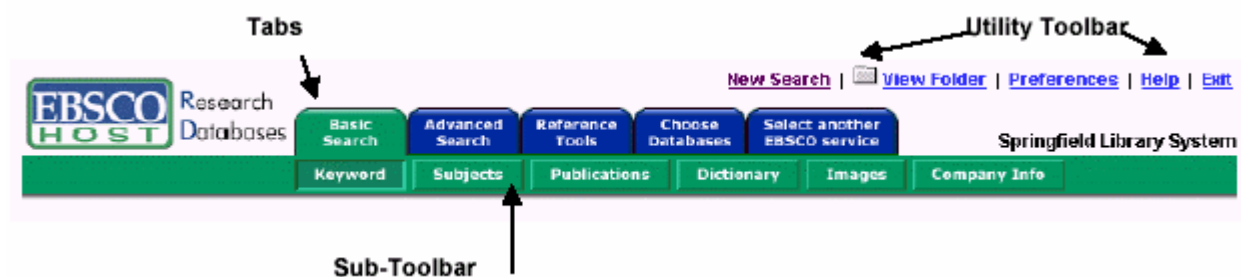 Tabs
Utility Toolbar
New Search | View Folder | Preferences | Help | Exit
EBSCO HOST
Research Databases
Basic Search
Advanced Search
Reference Tools
Choose Databases
Select another EBSCO service
Springfield Library System
Keyword Subjects Publications Dictionary Images Company Info
Sub-Toolbar